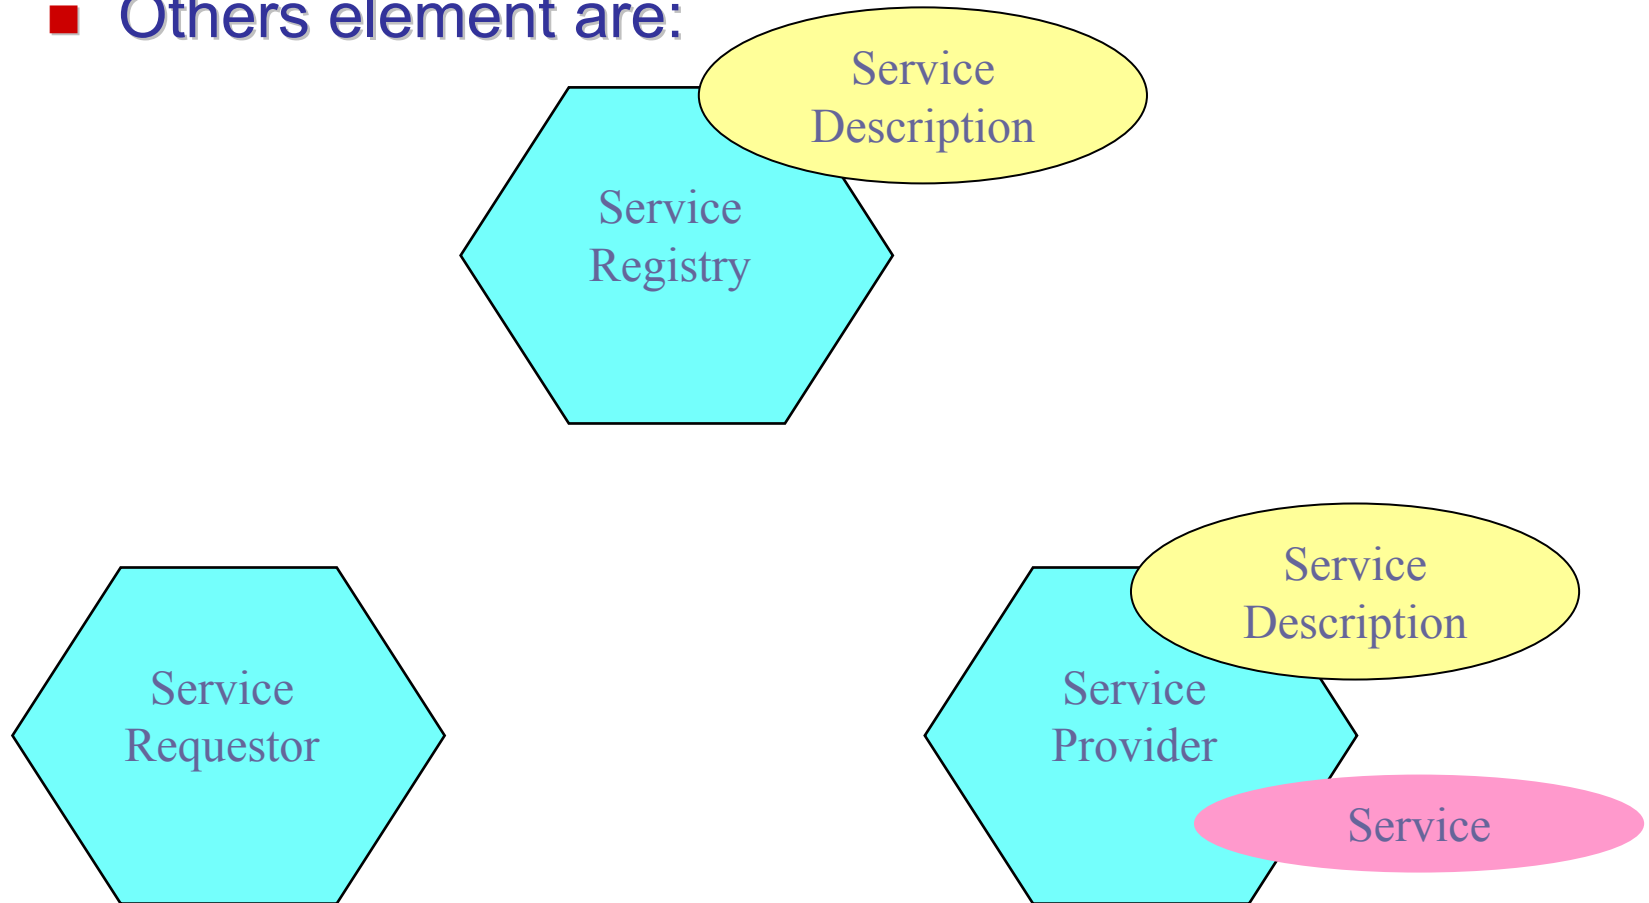 Others element are:
Service
Description
Service
Registry
Service
Description
Service
Requestor
Service
Provider
Service